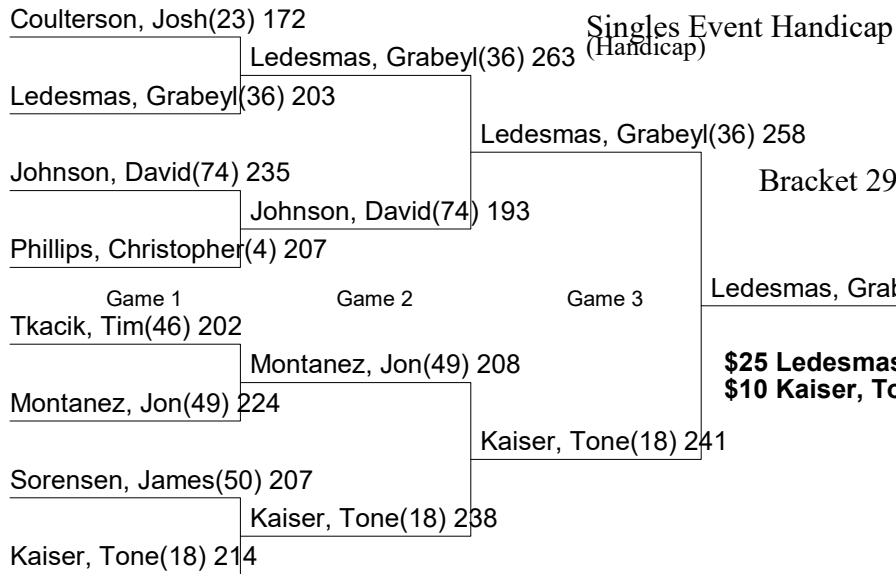 Coulterson, Josh(23) 172
Singles Event Handicap
(Handicap)
Ledesmas, Grabeyl(36) 263
Ledesmas, Grabeyl(36) 203
Ledesmas, Grabeyl(36) 258
Johnson, David(74) 235
Bracket 29
Johnson, David(74) 193
Phillips, Christopher(4) 207
Game 1 Game 2 Game 3
Ledesmas, Grab
Tkacik, Tim(46) 202
Montanez, Jon(49) 208
$25 Ledesmas
$10 Kaiser, To
Montanez, Jon(49) 224
Kaiser, Tone(18) 241
Sorensen, James(50) 207
Kaiser, Tone(18) 238
Kaiser, Tone(18) 214